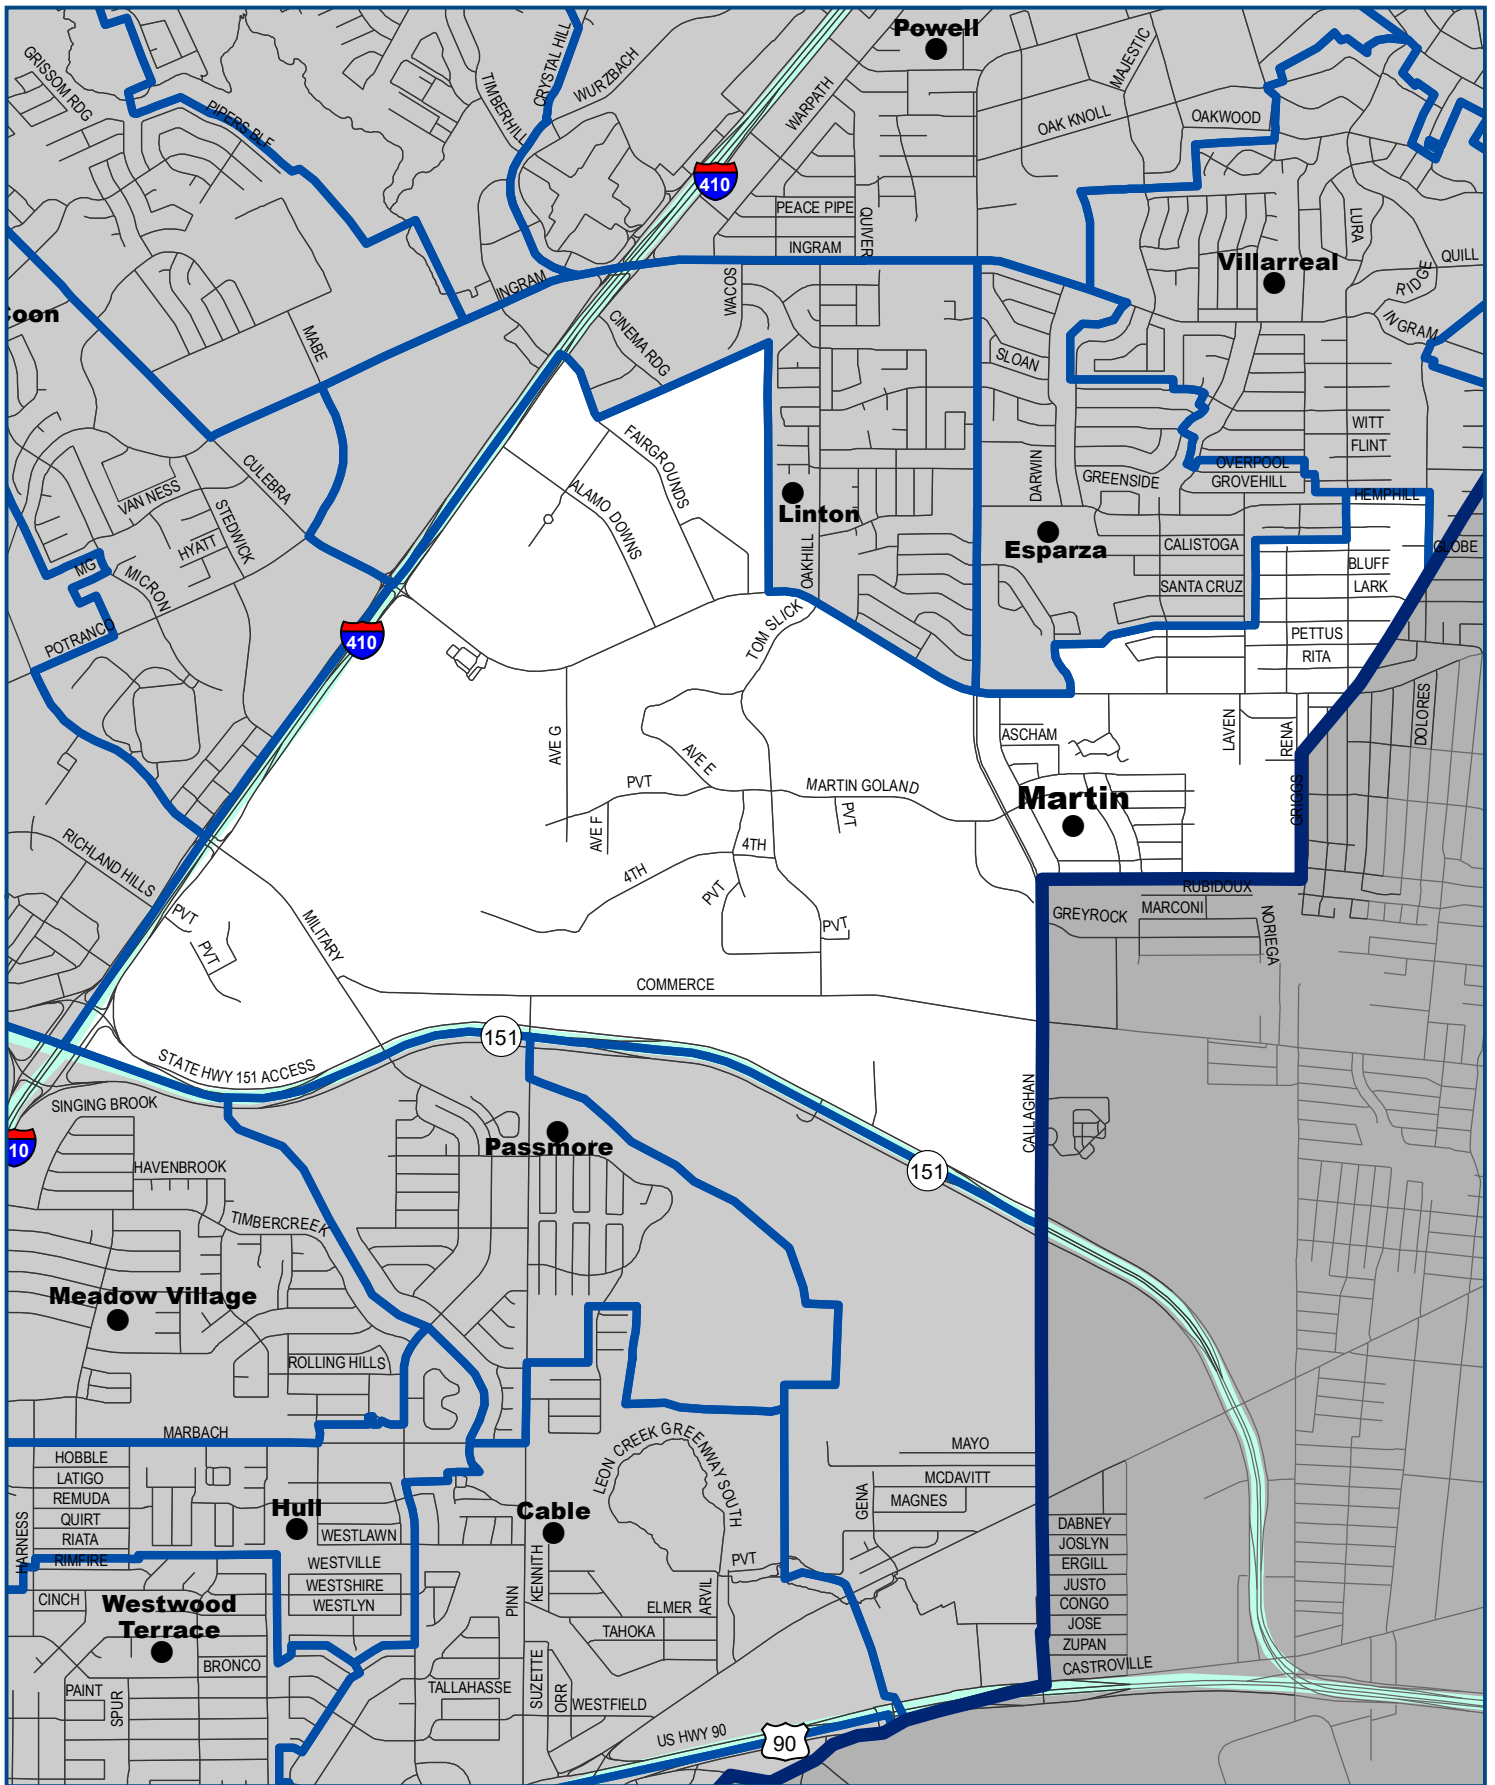 Powell
GRISSOM RDG
PIPERS BLF
TIMBERHILL
CRYSTAL HILL
WURZBACH
WARPATH
MAJESTIC
OAK KNOLL
OAKWOOD
410
PEACE PIPE
QUIVER
INGRAM
LURA
QUILL
RIDGE
INGRAM
Villarreal
INGRAM
WACOS
CINEMA RDG
MABE
SLOAN
WITT
FLINT
OVERPOOL
GROVEHILL
HEMPHILL
GREENSIDE
DARWIN
FAIRGROUNDS
ALAMO DOWNS
CULEBRA
VAN NESS
STEDWICK
HYATT
MG
MICRON
POTRANCO
Linton
OAKHILL
Esparza
CALISTOGA
SANTA CRUZ
GLOBE
BLUFF
LARK
PETTUS
RITA
410
TOM SLICK
DOLORES
LAVEN
RENA
ASCHAM
AVE G
AVE E
PVT
MARTIN GOLAND
PVT
Martin
GRIGGS
AVE F
4TH
4TH
PVT
PVT
RICHLAND HILLS
PVT
PVT
MILITARY
RUBIDOUX
MARCONI
GREYROCK
NORIEGA
COMMERCE
151
STATE HWY 151 ACCESS
SINGING BROOK
10
HAVENBROOK
Passmore
CALLAGHAN
151
TIMBERCREEK
Meadow Village
ROLLING HILLS
MARBACH
HOBBLE
LATIGO
REMUDA
QUIRT
RIATA
RIMFIRE
HARNESS
CINCH
Hull
WESTLAWN
WESTVILLE
WESTSHIRE
WESTLYN
Cable
LEON CREEK GREENWAY SOUTH
MAYO
MCDAVITT
MAGNES
GENA
DABNEY
JOSLYN
ERGILL
JUSTO
CONGO
JOSE
ZUPAN
CASTROVILLE
PVT
KENNITH
PINN
ELMER
ARVIL
TAHOKA
Westwood
Terrace
BRONCO
PAINT
SPUR
TALLAHASSE
SUZETTE
ORR
WESTFIELD
US HWY 90
90